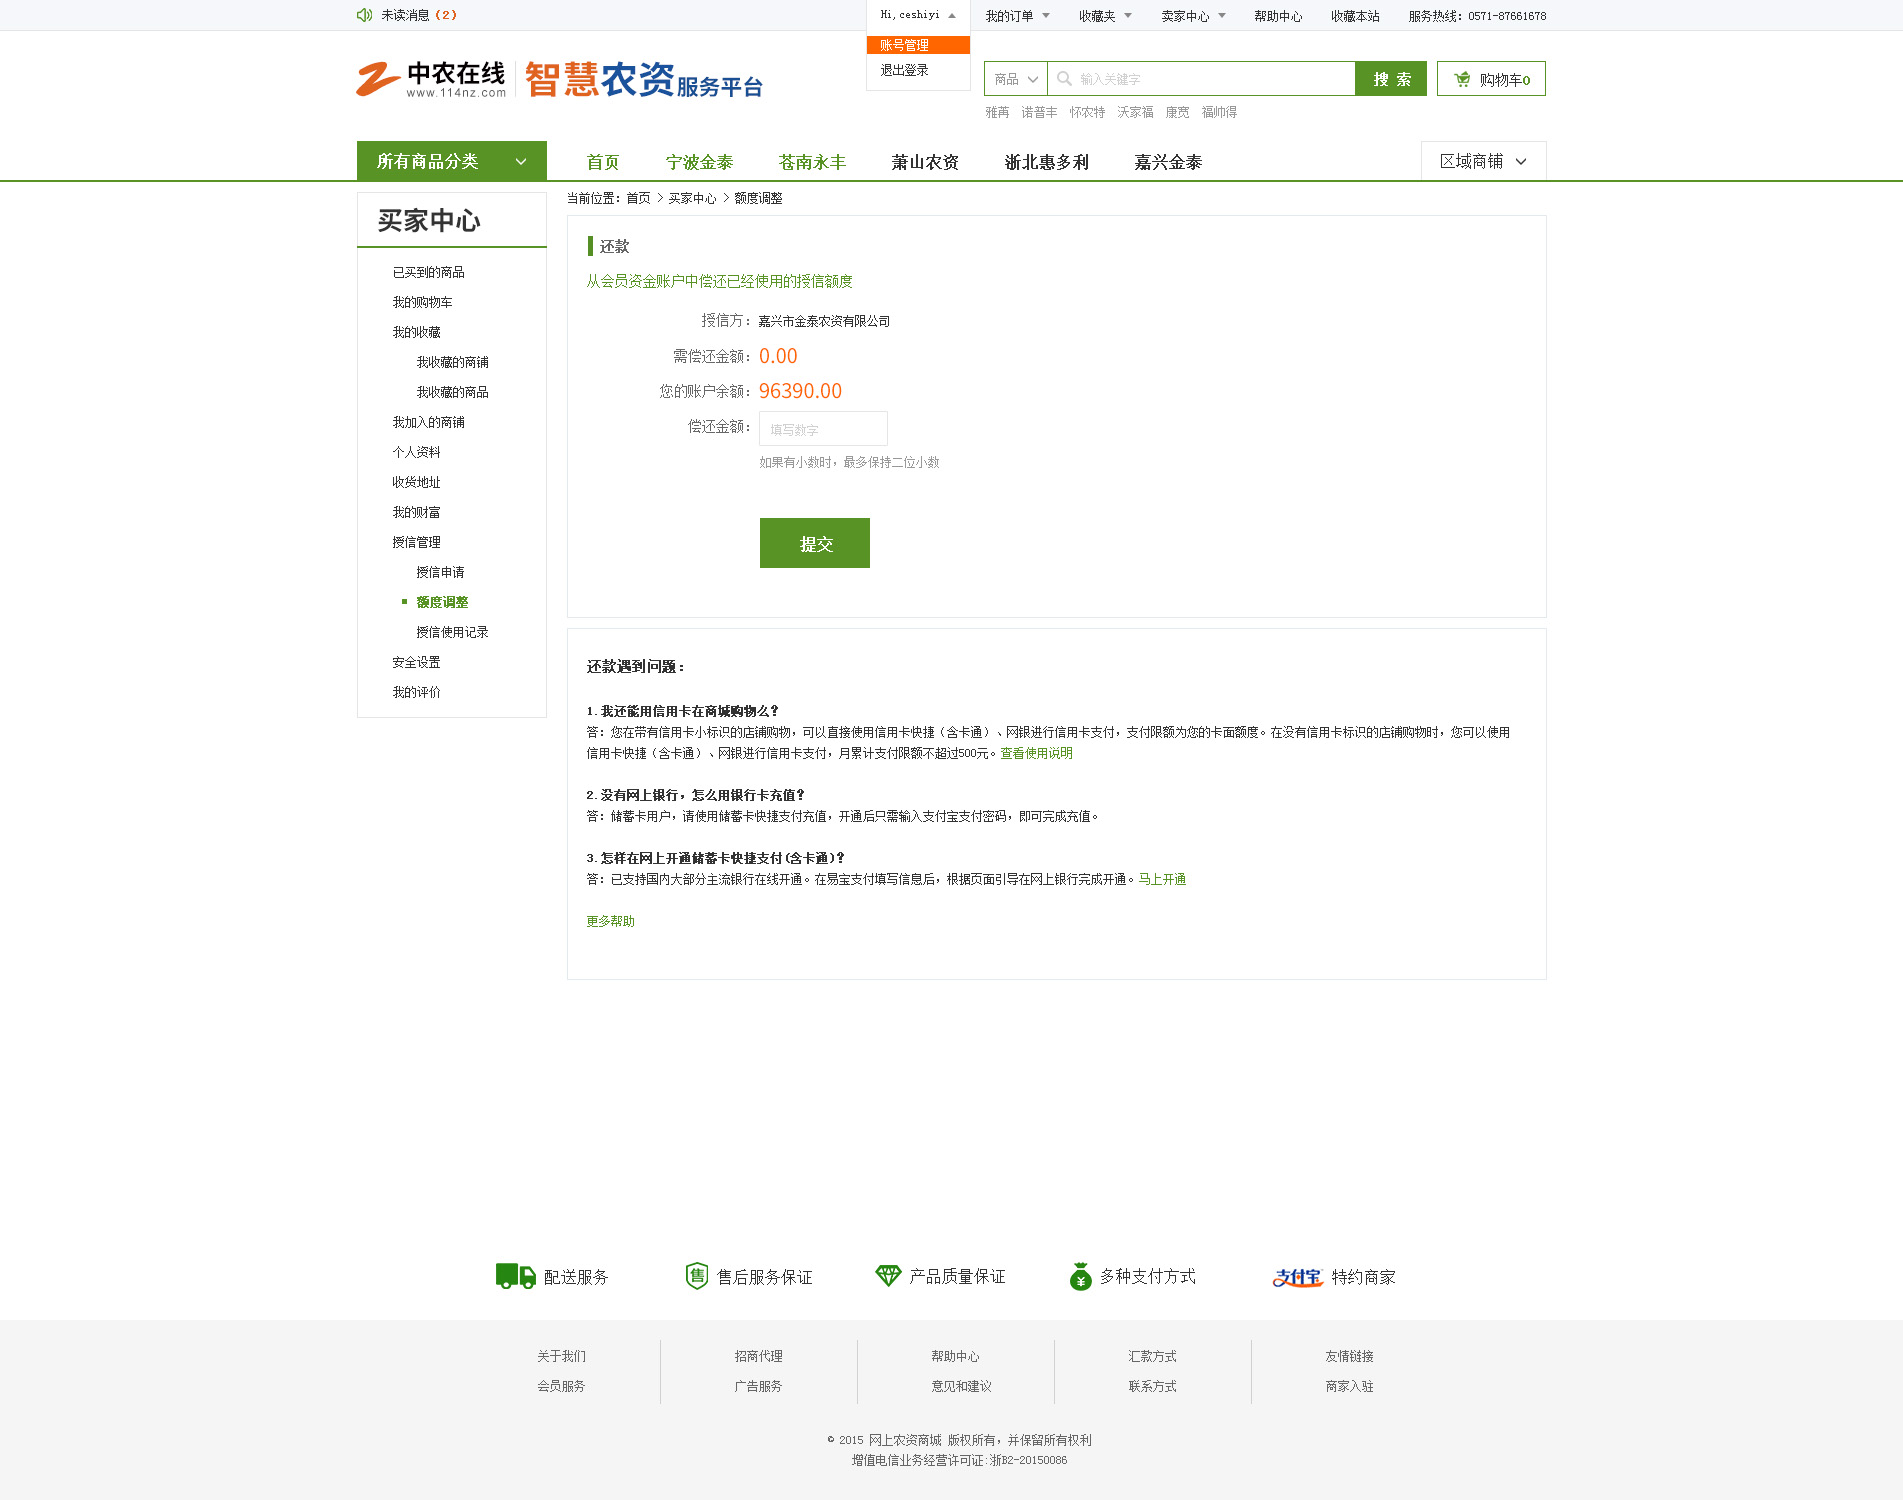 未读消息（2）
Hi, ceshiyi
我的订单
收藏夹
卖家中心
帮助中心
收藏本站
服务热线：0571-87661678
账号管理
退出登录
中农在线
www.114nz.com
智慧农资服务平台
商品
输入关键字
搜 索
购物车0
雅苒 诺普丰 怀农特 沃家福 康宽 福帅得
所有商品分类
首页
宁波金泰
苍南永丰
萧山农资
浙北惠多利
嘉兴金泰
区域商铺
当前位置：首页 > 买家中心 > 额度调整
买家中心
已买到的商品
我的购物车
我的收藏
我收藏的商铺
我收藏的商品
我加入的商铺
个人资料
收货地址
我的财富
授信管理
授信申请
额度调整
授信使用记录
安全设置
我的评价
还款
从会员资金账户中偿还已经使用的授信额度
授信方：嘉兴市金泰农资有限公司
需偿还金额：0.00
您的账户余额：96390.00
偿还金额：填写数字
如果有小数时，最多保持二位小数
提交
还款遇到问题：
1.我还能用信用卡在商城购物么？
答：您在带有信用卡小标识的店铺购物，可以直接使用信用卡快捷（含卡通）、网银进行信用卡支付，支付限额为您的卡面额度。在没有信用卡标识的店铺购物时，您可以使用
信用卡快捷（含卡通）、网银进行信用卡支付，月累计支付限额不超过500元。查看使用说明
2.没有网上银行，怎么用银行卡充值？
答：储蓄卡用户，请使用储蓄卡快捷支付充值，开通后只需输入支付宝支付密码，即可完成充值。
3.怎样在网上开通储蓄卡快捷支付(含卡通)？
答：已支持国内大部分主流银行在线开通。在易宝支付填写信息后，根据页面引导在网上银行完成开通。马上开通
更多帮助
配送服务
售
售后服务保证
产品质量保证
¥
多种支付方式
支付宝
特约商家
关于我们
招商代理
帮助中心
汇款方式
友情链接
会员服务
广告服务
意见和建议
联系方式
商家入驻
© 2015 网上农资商城 版权所有，并保留所有权利
增值电信业务经营许可证:浙B2-20150086